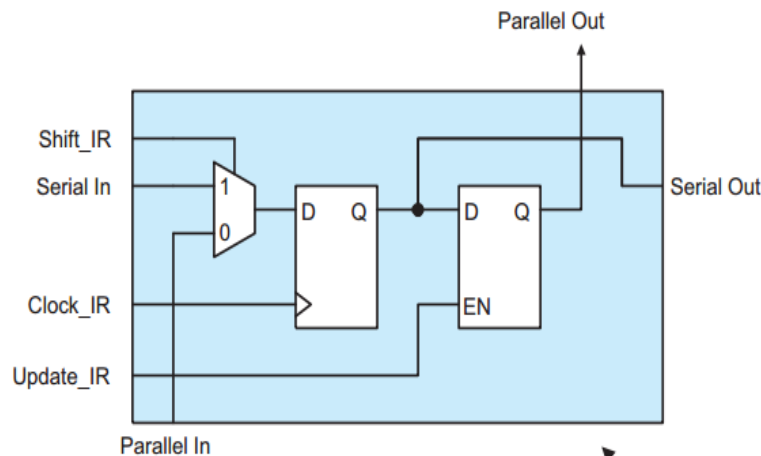 Parallel Out
Shift_IR
Serial In
1
Serial Out
D Q
D Q
0
Clock_IR
EN
Update_IR
Parallel In